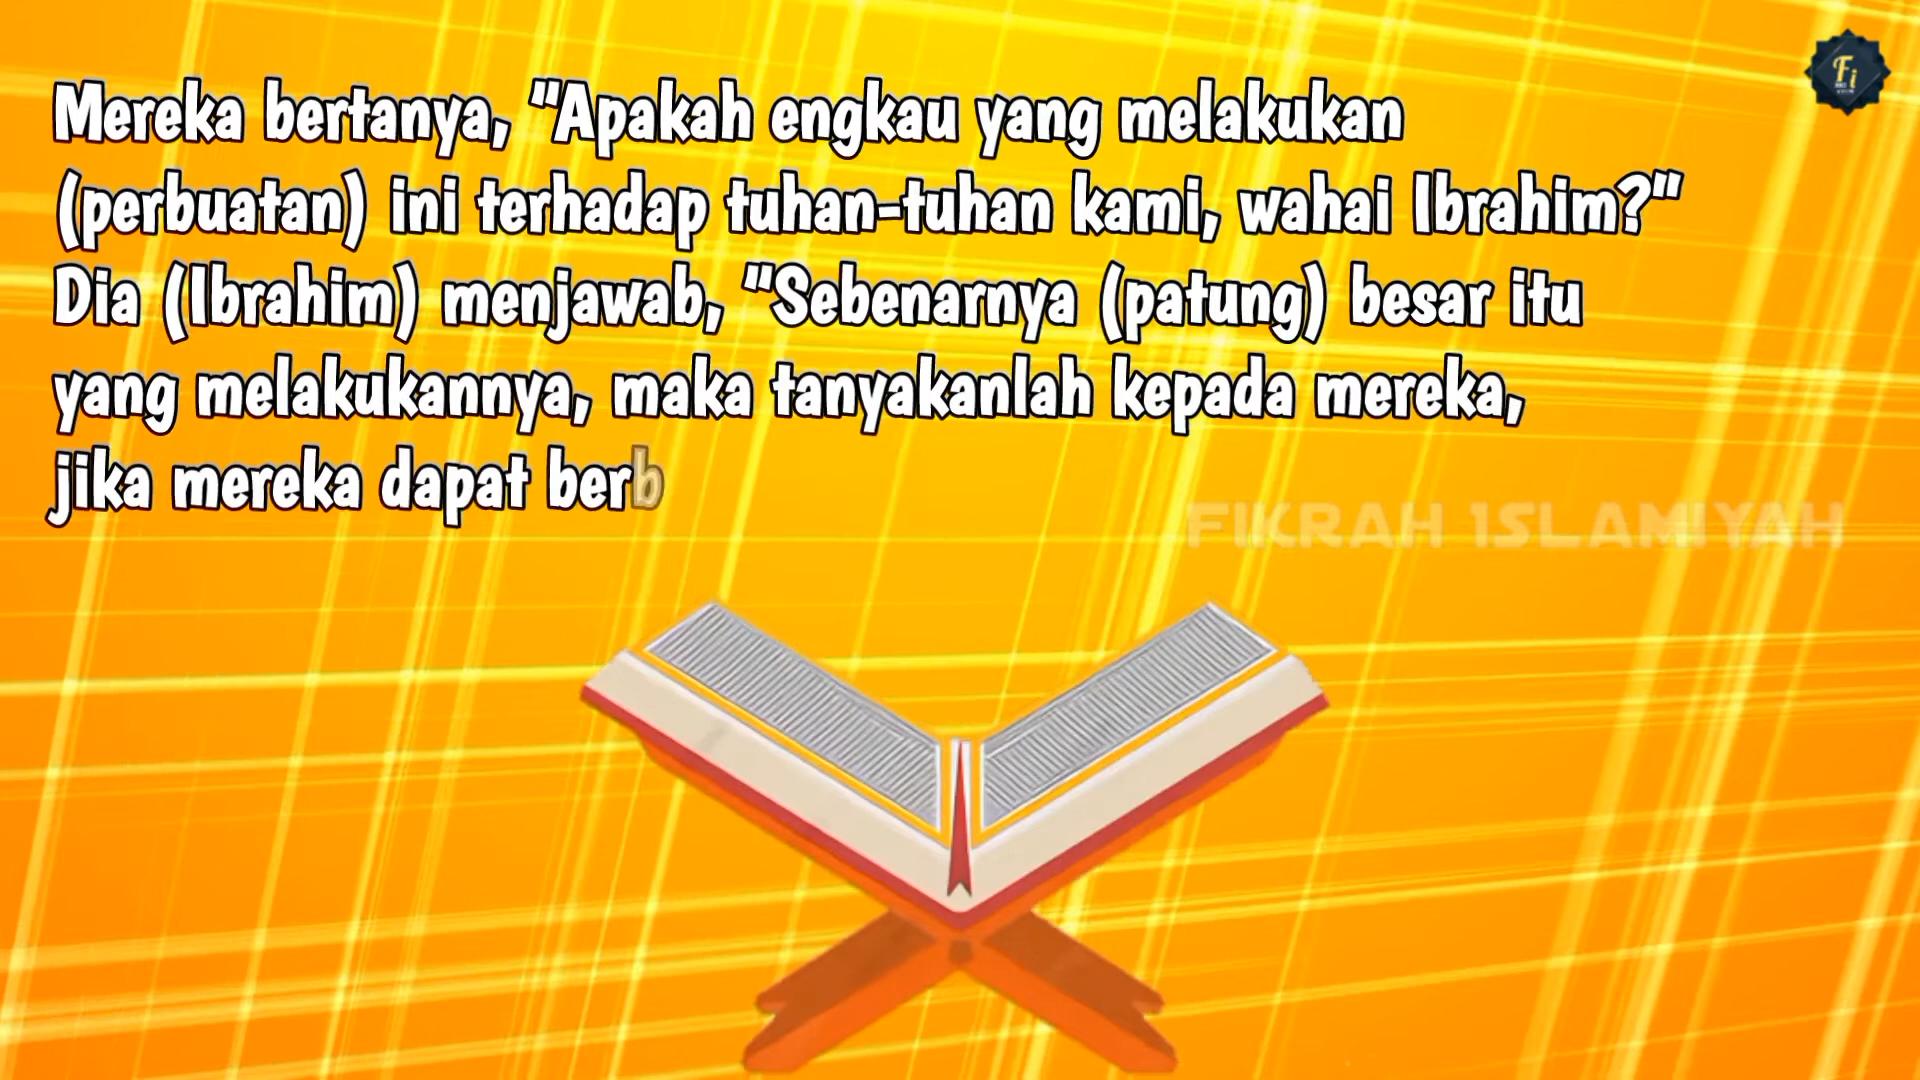 Mereka bertanya, "Apakah engkau yang melakukan
(perbuatan) ini terhadap tuhan-tuhan kami, wahai Ibrahim?"
Dia (Ibrahim) menjawab, "Sebenarnya (patung) besar itu
yang melakukannya, maka tanyakanlah kepada mereka,
jika mereka dapat berb
FIKRAH ISLAMIYAH
Fi